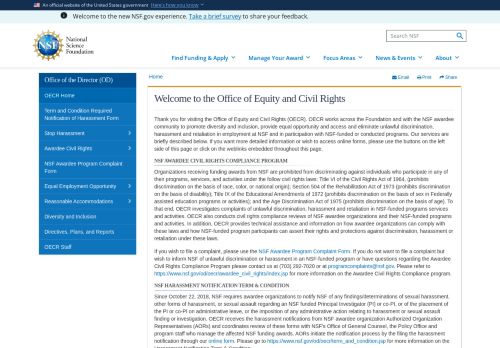 An official website of the United States government Here's how you know
Welcome to the new NSF.gov experience. Take a brief survey to share your feedback.
Search NSF
NSF
National
Science
Foundation
Find Funding & Apply
Manage Your Award
Focus Areas
News & Events
About
Office of the Director (OD)
OECR Home
Term and Condition Required
Notification of Harassment Form
Stop Harassment
Awardee Civil Rights
NSF Awardee Program Complaint
Form
Equal Employment Opportunity
Reasonable Accommodations
Diversity and Inclusion
Directives, Plans, and Reports
OECR Staff
Home
Email
Print
Share
Welcome to the Office of Equity and Civil Rights
Thank you for visiting the Office of Equity and Civil Rights (OECR). OECR works across the Foundation and with the NSF awardee
community to promote diversity and inclusion, provide equal opportunity and access and eliminate unlawful discrimination,
harassment and retaliation in employment at NSF and in participation with NSF-funded or conducted programs. Our services are briefly
described below. If you want more detailed information or wish to access online forms, please use the buttons on the left
side of this page or click on the weblinks embedded throughout this page.
NSF AWARDEE CIVIL RIGHTS COMPLIANCE PROGRAM
Organizations receiving awards from NSF are prohibited from discriminating against individuals who participate in any of
their programs, services, and activities under the follow civil rights laws: Title VI of the Civil Rights Act of 1964, (prohibits
discrimination on the basis of race, color, or national origin); Section 504 of the Rehabilitation Act of 1973 (prohibits discrimination
on the basis of disability); Title IX of the Educational Amendments of 1972 (prohibits discrimination on the basis of sex in Federally
assisted education programs or activities); and the Age Discrimination Act of 1975 (prohibits discrimination on the basis of age). To
that end, OECR investigates complaints of unlawful discrimination, harassment and retaliation in NSF-funded programs services
and activities. OECR also conducts civil rights compliance reviews of NSF awardee organizations and their NSF-funded programs
and activities. In addition, OECR provides technical assistance and information on how awardee organizations can comply with
these laws and how NSF-funded program participants can assert their rights and protections against discrimination, harassment or
retaliation under these laws.
If you wish to file a complaint, please use the NSF Awardee Program Complaint Form. If you do not want to file a complaint but
wish to inform NSF of unlawful discrimination or harassment in an NSF-funded program or have questions regarding the Awardee
Civil Rights Compliance Program please contact us at (703) 292-7020 or at programcomplaints@nsf.gov. Please refer to
https://www.nsf.gov/od/oecr/awardee_civil_rights/index.jsp for more information on the Awardee Civil Rights Compliance program.
NSF HARASSMENT NOTIFICATION TERM & CONDITION
Since October 22, 2018, NSF requires awardee organizations to notify NSF of any findings/determinations of sexual harassment,
other forms of harassment, or sexual assault regarding an NSF funded Principal Investigator (PI) or co-PI, or of the placement of
the PI or co-PI on administrative leave, or the imposition of any administrative action relating to harassment or sexual assault
finding or investigation. OECR receives the harassment notifications from NSF awardee organization Authorized Organization
Representatives (AORs) and coordinates review of these forms with NSF's Office of General Counsel, the Policy Office and
program staff who manage the affected NSF funding awards. AORs initiate the notification process by the filing the harassment
notification through our online form. Please go to https://www.nsf.gov/od/oecr/term_and_condition.jsp for more information on the